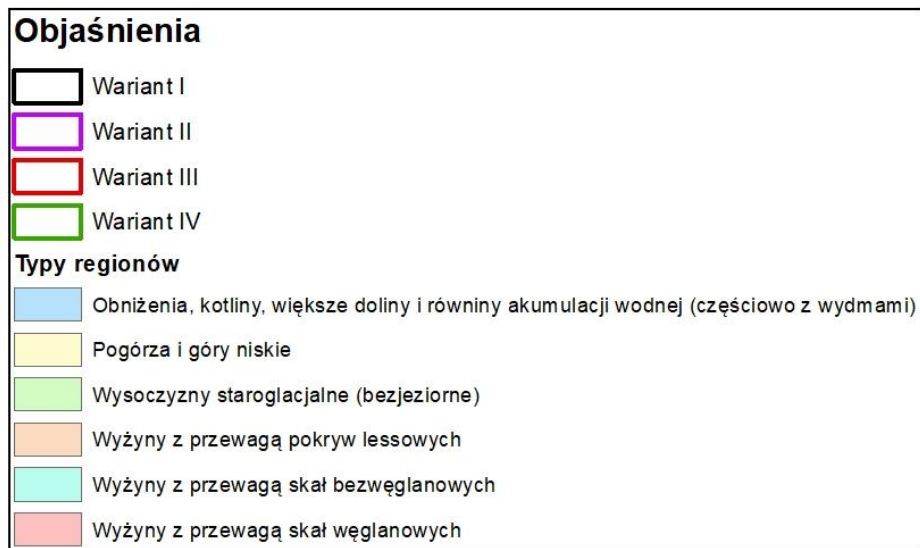 Objaśnienia
Wariant I
Wariant II
Wariant III
Wariant IV
Typy regionów
Obniżenia, kotliny, większe doliny i równiny akumulacji wodnej (częściowo z wydmami)
Pogórza i góry niskie
Wysoczyzny staroglacjalne (bezjeziorne)
Wyżyny z przewagą pokryw lessowych
Wyżyny z przewagą skał bezwęglanowych
Wyżyny z przewagą skał węglanowych